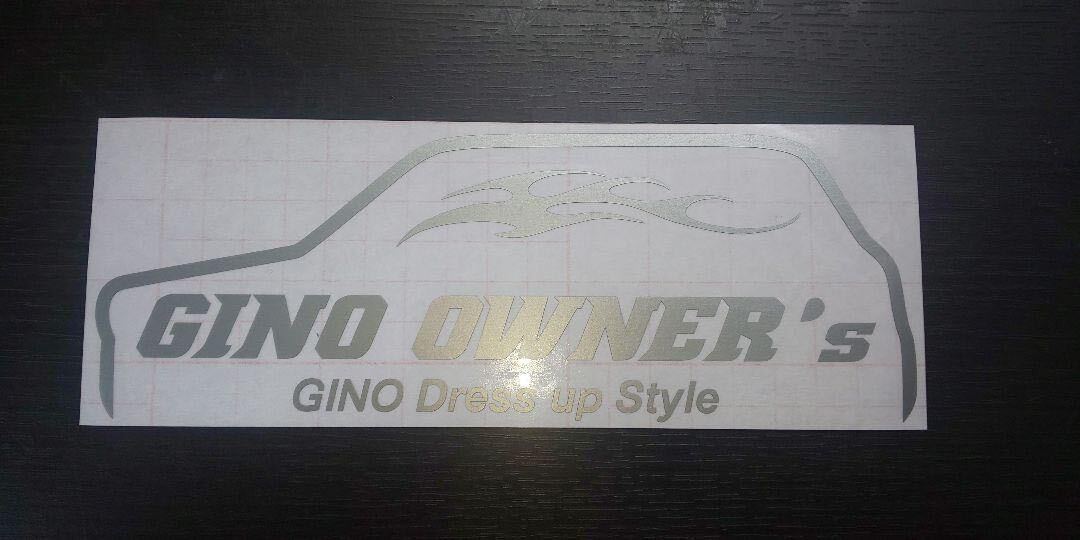 GINO OWNER's
GINO Dress up Style